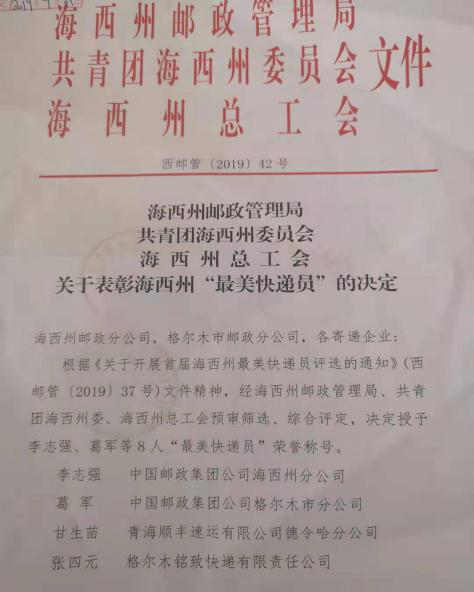 海西州邮政管理局
共青团海西州委员会文件
海西州总工会
西邮管〔2019〕42号
海西州邮政管理局
共青团海西州委员会
海西州总工会
关于表彰海西州“最美快递员”的决定
海西州邮政分公司，格尔木市邮政分公司，各寄递企业：
根据《关于开展首届海西州最美快递员评选的通知》(西
邮管〔2019〕37号)文件精神，经海西州邮政管理局、共青
团海西州委、海西州总工会预审筛选、综合评定，决定授予
李志强、葛军等8人“最美快递员”荣誉称号。
李志强 中国邮政集团公司海西州分公司
葛军 中国邮政集团公司格尔木市分公司
甘生苗 青海顺丰速运有限公司德令哈分公司
张四元 格尔木铭致快递有限责任公司